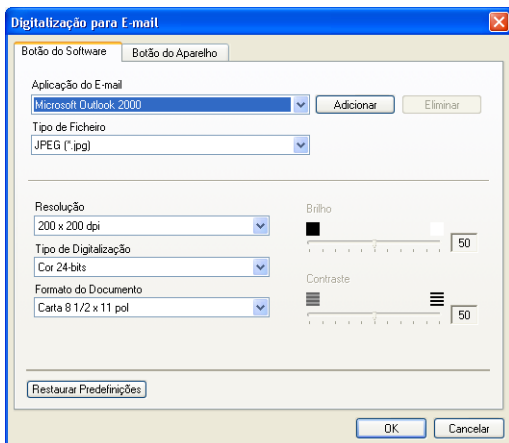 Digitalização para E-mail
Botão do Software Botão do Aparelho
Aplicação do E-mail
Microsoft Outlook 2000 Adicionar Eliminar
Tipo de Ficheiro
JPEG (*.jpg)
Resolução Brilho
200 x 200 dpi 50
Tipo de Digitalização
Cor 24-bits
Contraste
Formato do Documento
Carta 8 1/2 x 11 pol 50
Restaurar Predefinições
OK Cancelar